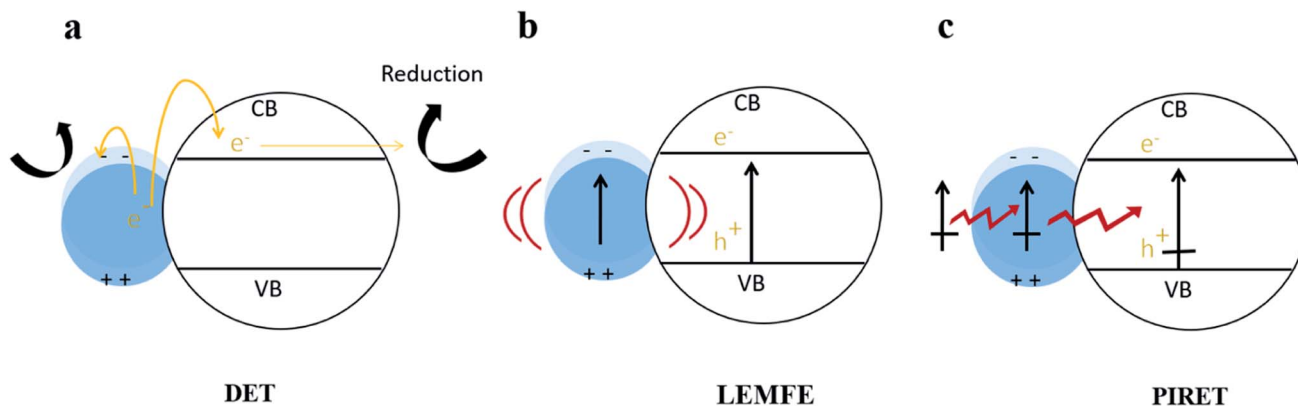 a
Reduction
CB
e-
- -
e-
+ +
VB
DET
b
CB
e-
- -
h+
+ +
VB
LEMFE
c
CB
e-
- -
h+
+ +
VB
PIRET